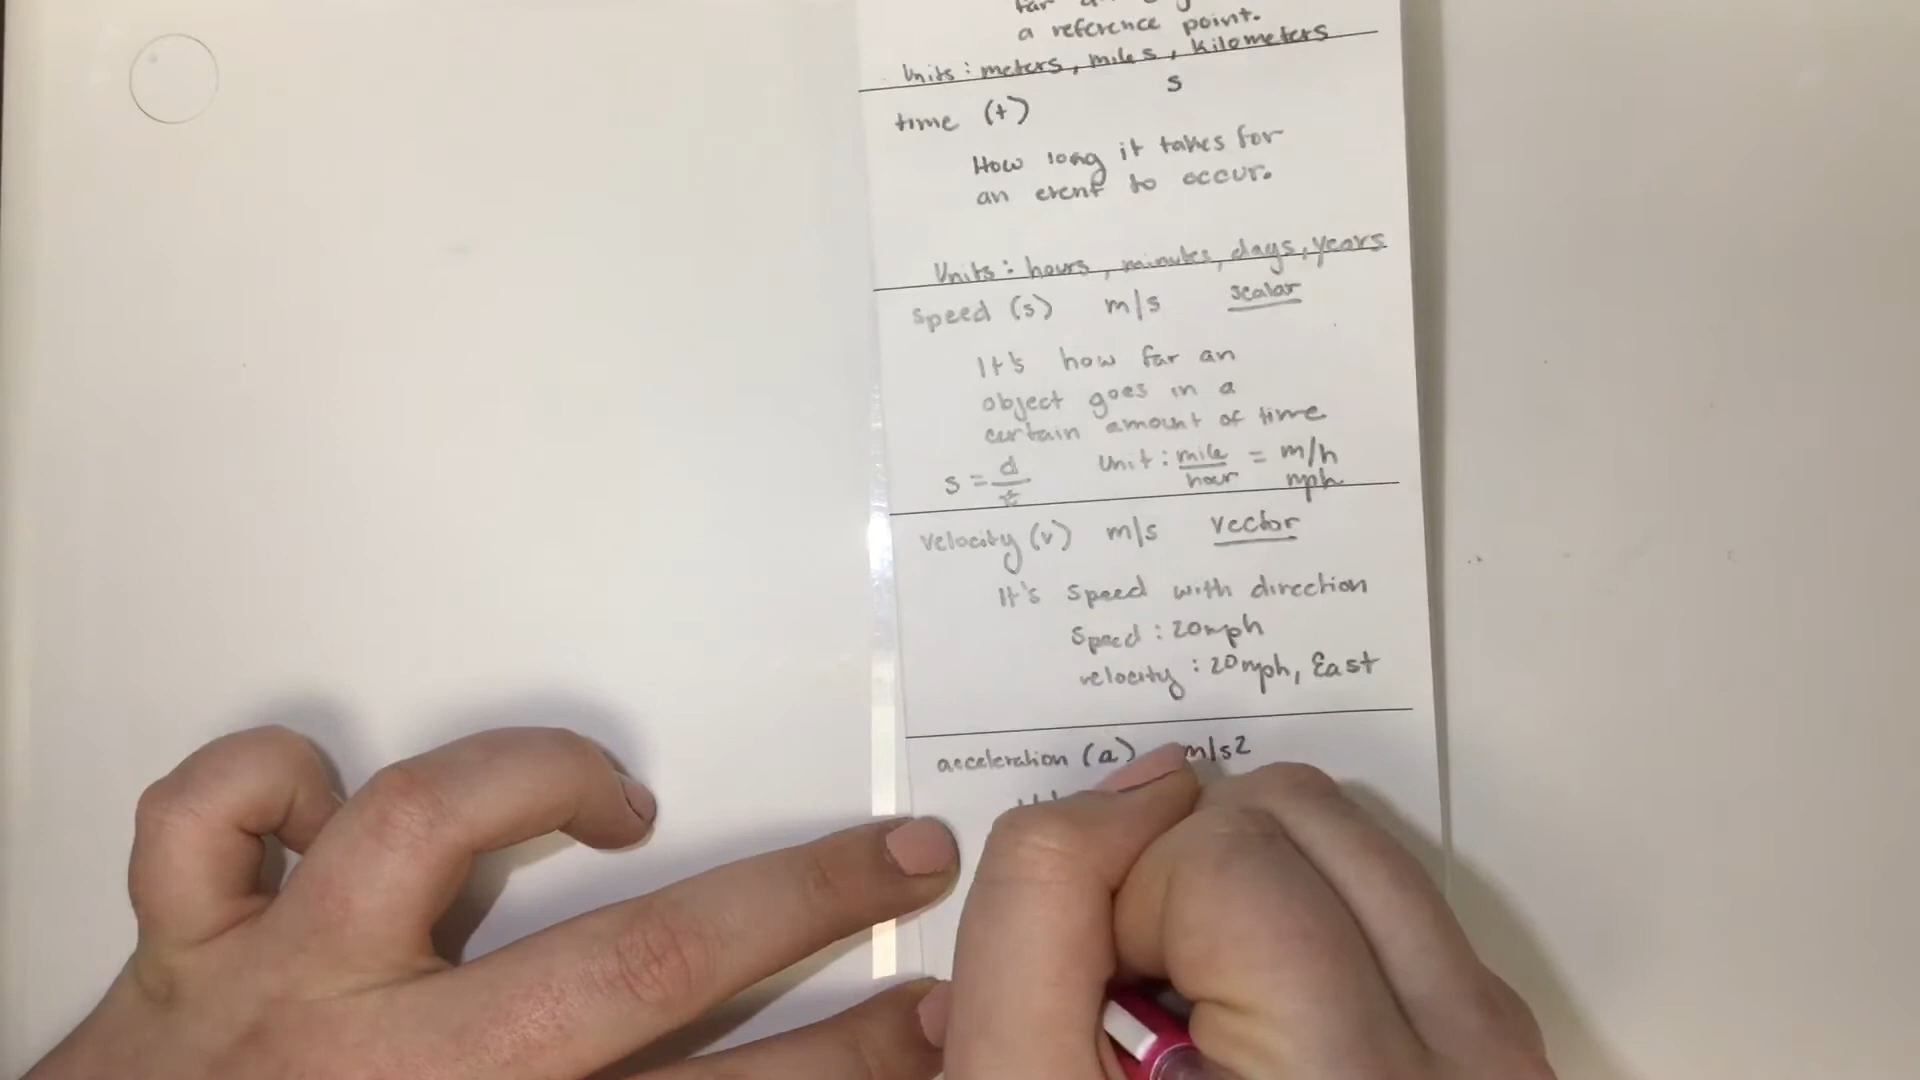 far
a reference point.
Units: meters, miles, kilometers
time (t) s
How long it takes for
an event to occur.
Units: hours, minutes, days, years
speed (s) m/s scalar
It's how far an
object goes in a
certain amount of time
s = d/t Unit: mile/hour = m/h
mph
velocity (v) m/s vector
It's speed with direction
speed: 20mph
velocity: 20mph, East
acceleration (a) m/s2